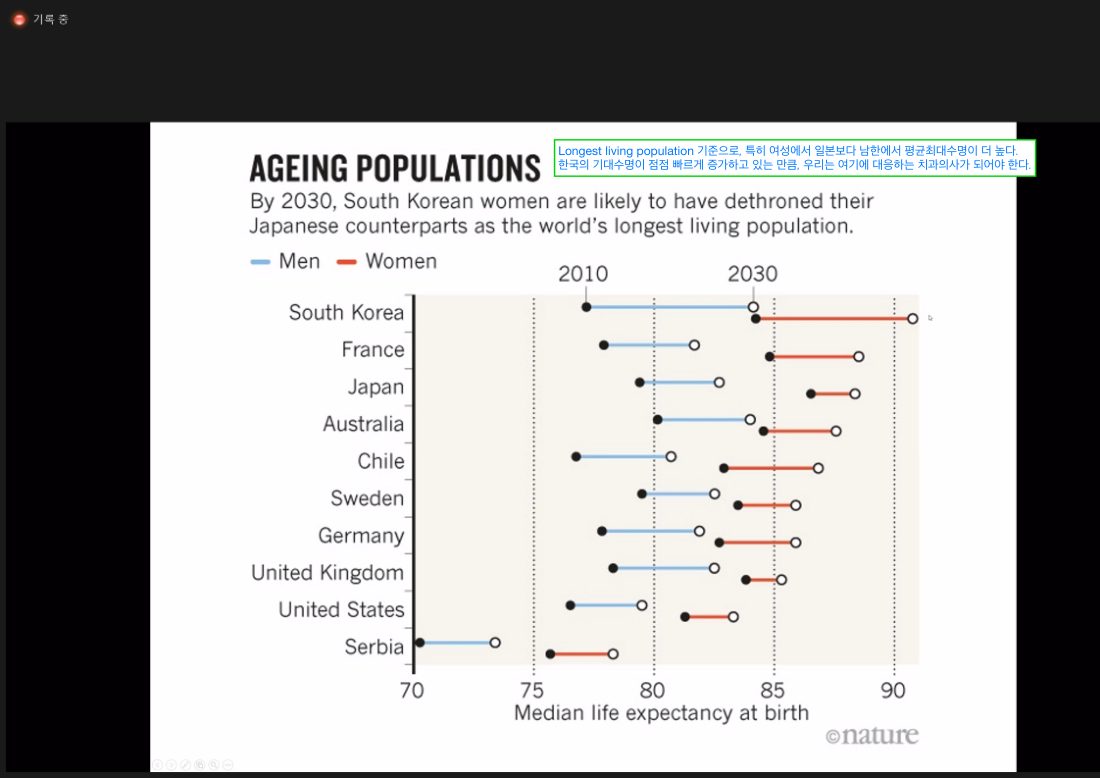 기록 중
Longest living population 기준으로, 특히 여성에서 일본보다 남한에서 평균최대수명이 더 높다.
한국의 기대수명이 점점 빠르게 증가하고 있는 만큼, 우리는 여기에 대응하는 치과의사가 되어야 한다.
AGEING POPULATIONS
By 2030, South Korean women are likely to have dethroned their
Japanese counterparts as the world's longest living population.
Men Women
2010 2030
South Korea
France
Japan
Australia
Chile
Sweden
Germany
United Kingdom
United States
Serbia
70 75 80 85 90
Median life expectancy at birth
©nature